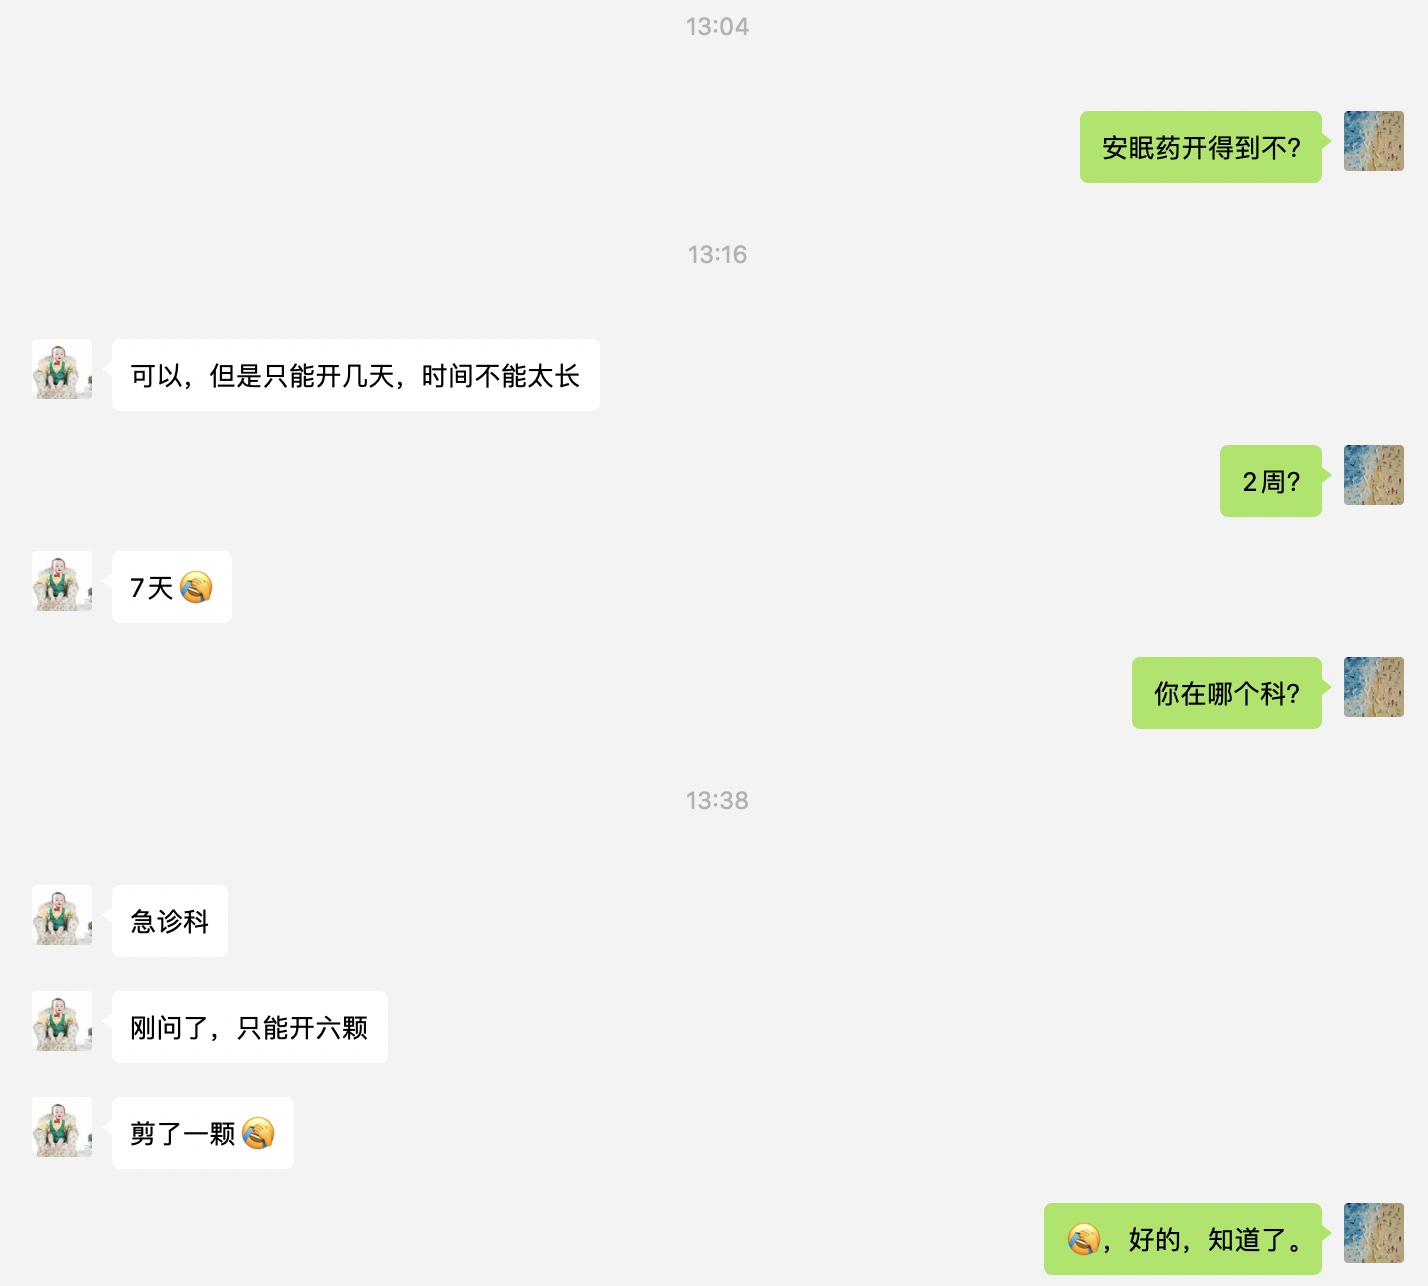 13:04
安眠药开得到不?
13:16
可以，但是只能开几天，时间不能太长
2周?
7天🤦
你在哪个科?
13:38
急诊科
刚问了，只能开六颗
剪了一颗🤦
🤦，好的，知道了。